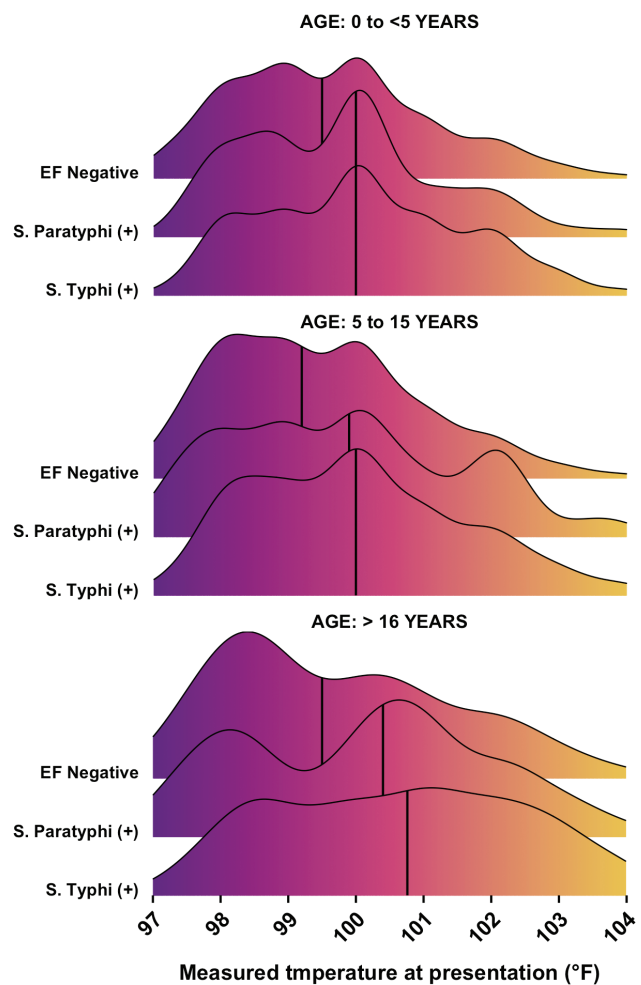 AGE: 0 to <5 YEARS
EF Negative
S. Paratyphi (+)
S. Typhi (+)
AGE: 5 to 15 YEARS
EF Negative
S. Paratyphi (+)
S. Typhi (+)
AGE: > 16 YEARS
EF Negative
S. Paratyphi (+)
S. Typhi (+)
97 98 99 100 101 102 103 104
Measured tmperature at presentation (°F)